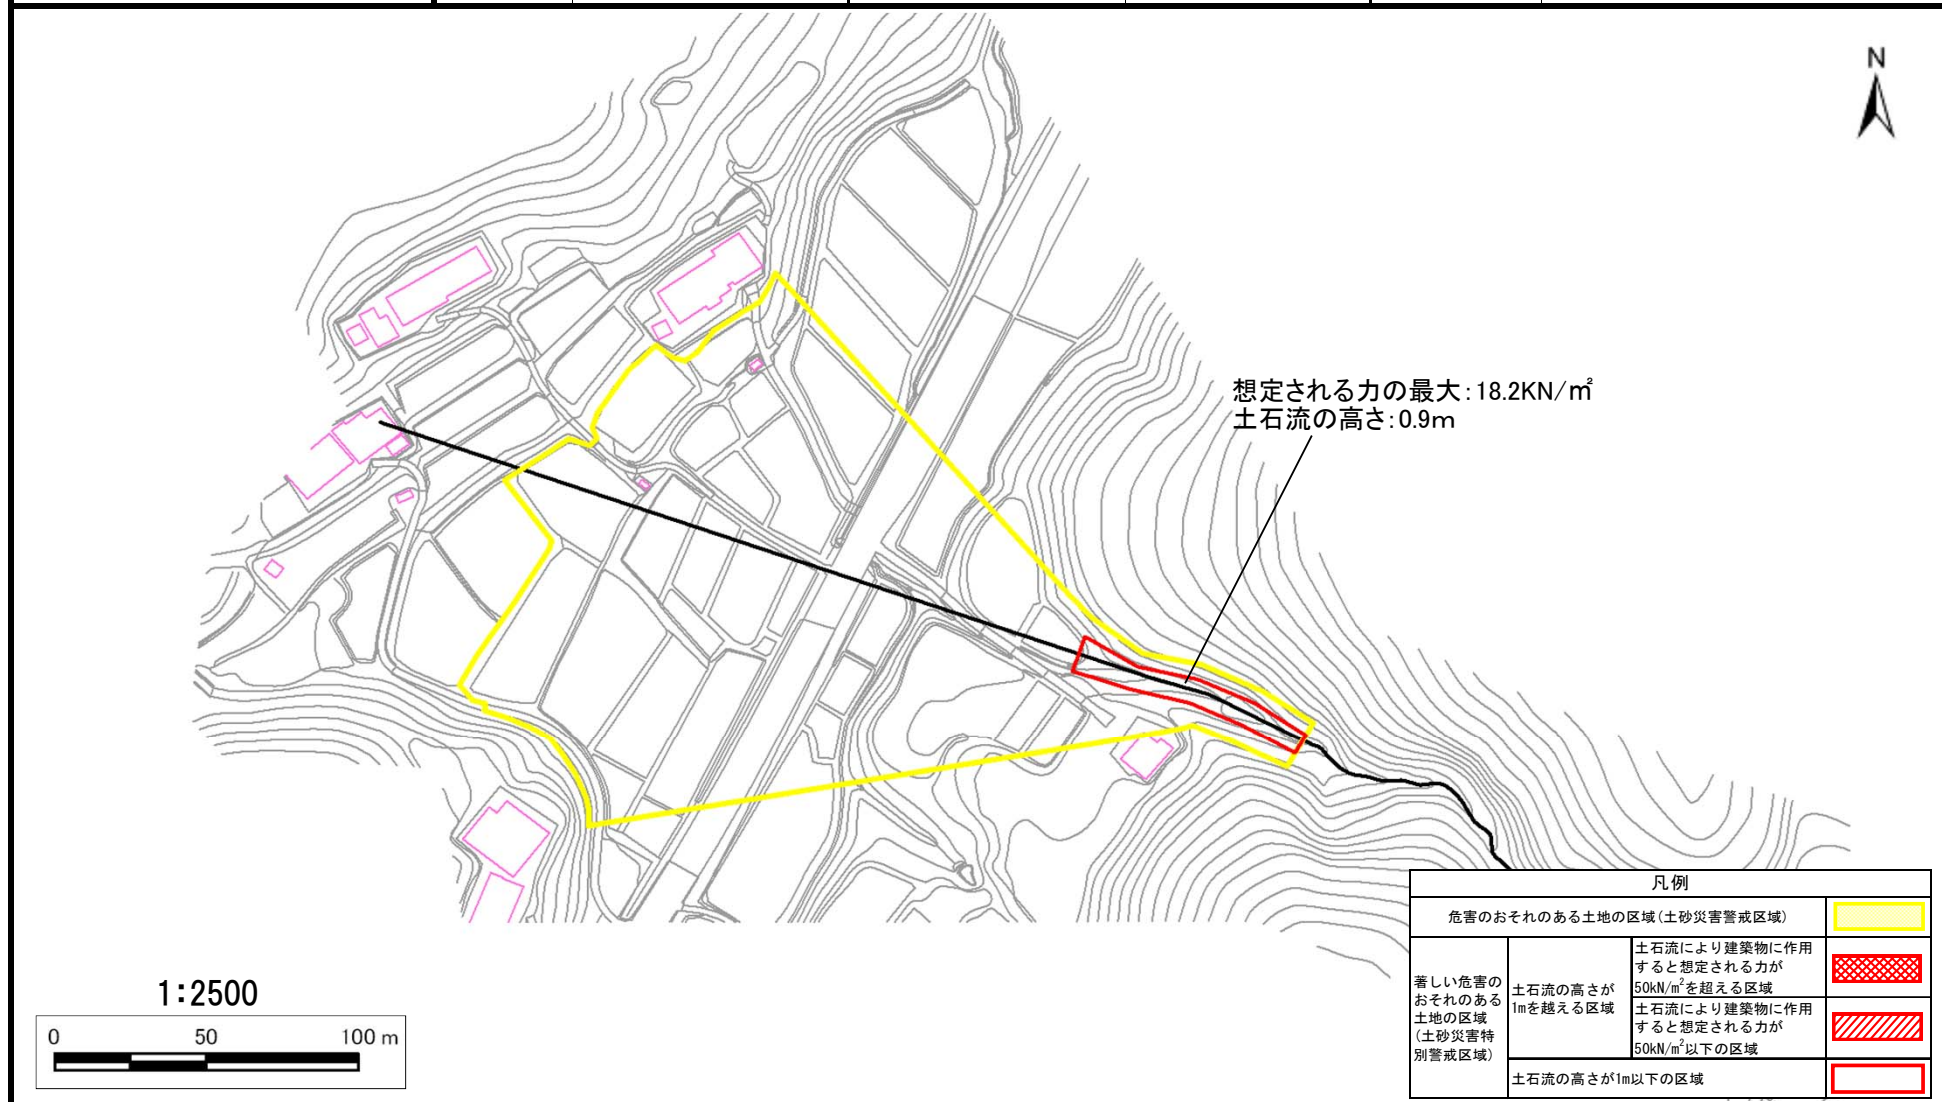 N
想定される力の最大：18.2KN/㎡
土石流の高さ：0.9m
1：2500
0 50 100 m
凡例
危害のおそれのある土地の区域（土砂災害警戒区域）
著しい危害の
おそれのある
土地の区域
（土砂災害特
別警戒区域）
土石流の高さが
1mを越える区域
土石流により建築物に作用
すると想定される力が
50kN/m²を超える区域
土石流により建築物に作用
すると想定される力が
50kN/m²以下の区域
土石流の高さが1m以下の区域